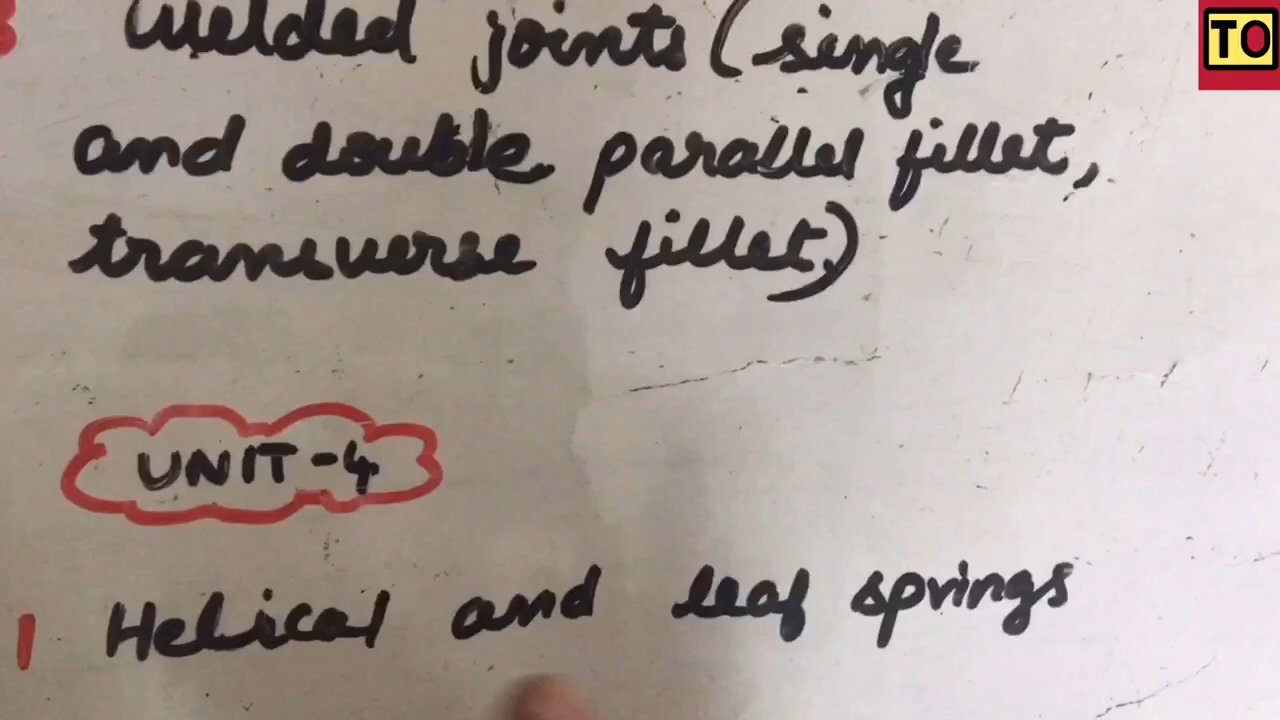 Welded joints (single
TO
and double parallel fillet,
transverse fillet.)
UNIT-4
1 Helical and leaf springs